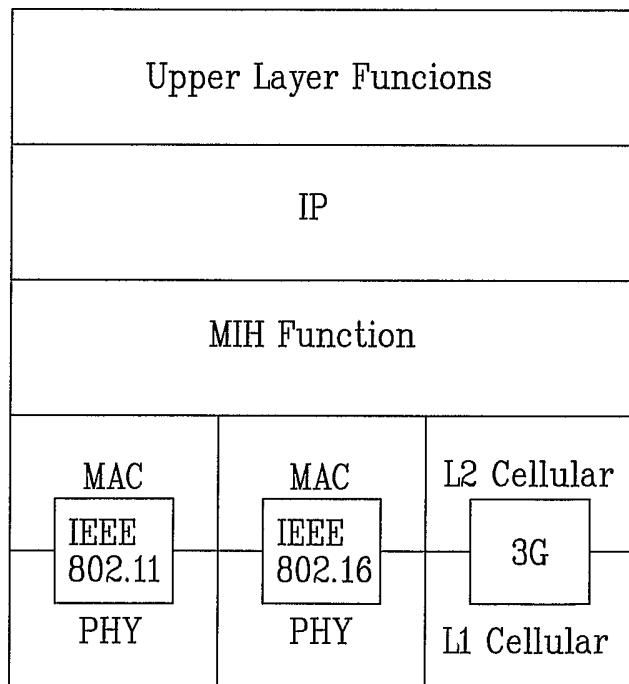 Upper Layer Funcions
IP
MIH Function
MAC
IEEE
802.11
PHY
MAC
IEEE
802.16
PHY
L2 Cellular
3G
L1 Cellular